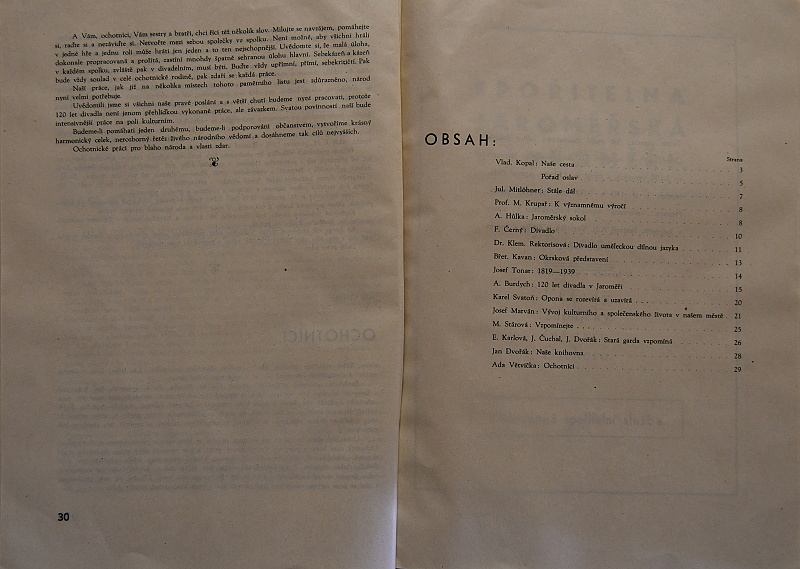 A Vám, ochotníci, Vám sestry a bratři, chci říci též několik slov. Milujte se navzájem, pomáhejte
si, raďte si a nezáviďte si. Netvořte mezi sebou společky ve spolku. Není možné, aby všichni hráli
v jedné hře a jednu roli může hráti jen jeden a to ten nejschopnější. Uvědomte si, že malá úloha,
dokonale propracovaná a prožitá, zastíní mnohdy špatně sehranou úlohu hlavní. Sebekázeň a kázeň
v každém spolku, zvláště pak v divadelním, musí býti. Buďte vždy upřímní, přímí, sebekritičtí. Pak
bude vždy soulad v celé ochotnické rodině, pak zdaří se každá práce.
Naší práce, jak již na několika místech tohoto památního listu jest zdůrazněno, národ
nyní velmi potřebuje.
Uvědomili jsme si všichni naše pravé poslání a s větší chutí budeme nyní pracovati, protože
120 let divadla není jenom přehlídkou vykonané práce, ale závazkem. Svatou povinností naší bude
intensivnější práce na poli kulturním.
Budeme-li pomáhati jeden druhému, budeme-li podporováni občanstvem, vytvoříme krásný
harmonický celek, nerozborný řetěz živého národního vědomí a dosáhneme tak cílů nejvyšších.
Ochotnické práci pro blaho národa a vlasti zdar.
30
OBSAH:
Strana
Vlad. Kopal: Naše cesta 3
Pořad oslav 5
Jul. Mitlöhner: Stále dál 7
Prof. M. Krupař: K významnému výročí 8
A. Hůlka: Jaroměřský sokol 8
F. Černý: Divadlo 10
Dr. Klem. Rektorisová: Divadlo uměleckou dílnou jazyka 11
Břet. Kavan: Okrsková představení 13
Josef Tonar: 1819—1939 14
A. Burdych: 120 let divadla v Jaroměři 15
Karel Svatoň: Opona se rozevírá a uzavírá 20
Josef Marván: Vývoj kulturního a společenského života v našem městě 21
M. Stárová: Vzpomínejte 25
E. Karlová, J. Čuchal, J. Dvořák: Stará garda vzpomíná 26
Jan Dvořák: Naše knihovna 28
Ada Větvička: Ochotníci 29